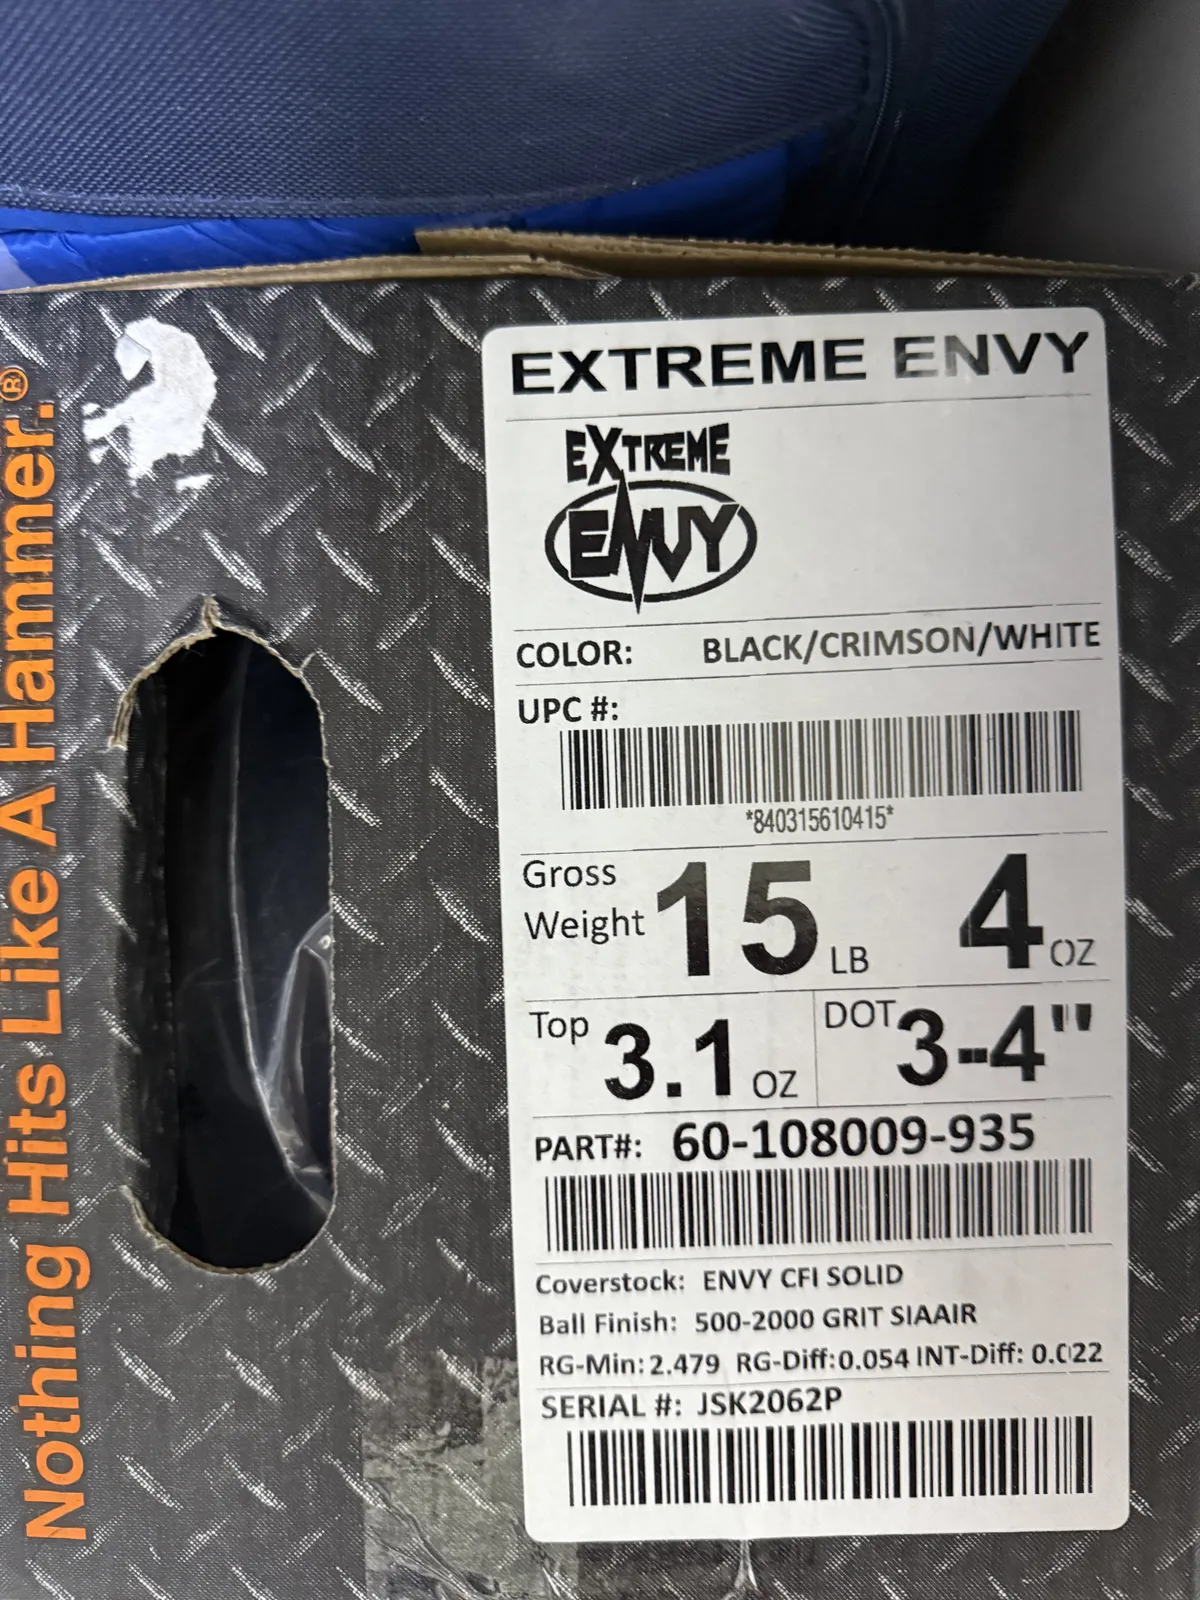 Nothing Hits Like A Hammer.®
EXTREME ENVY
EXTREME
ENVY
COLOR: BLACK/CRIMSON/WHITE
UPC #:
*840315610415*
Gross Weight 15 LB 4 OZ
Top 3.1 OZ DOT 3-4"
PART#: 60-108009-935
Coverstock: ENVY CFI SOLID
Ball Finish: 500-2000 GRIT SIAAIR
RG-Min: 2.479 RG-Diff: 0.054 INT-Diff: 0.022
SERIAL #: JSK2062P